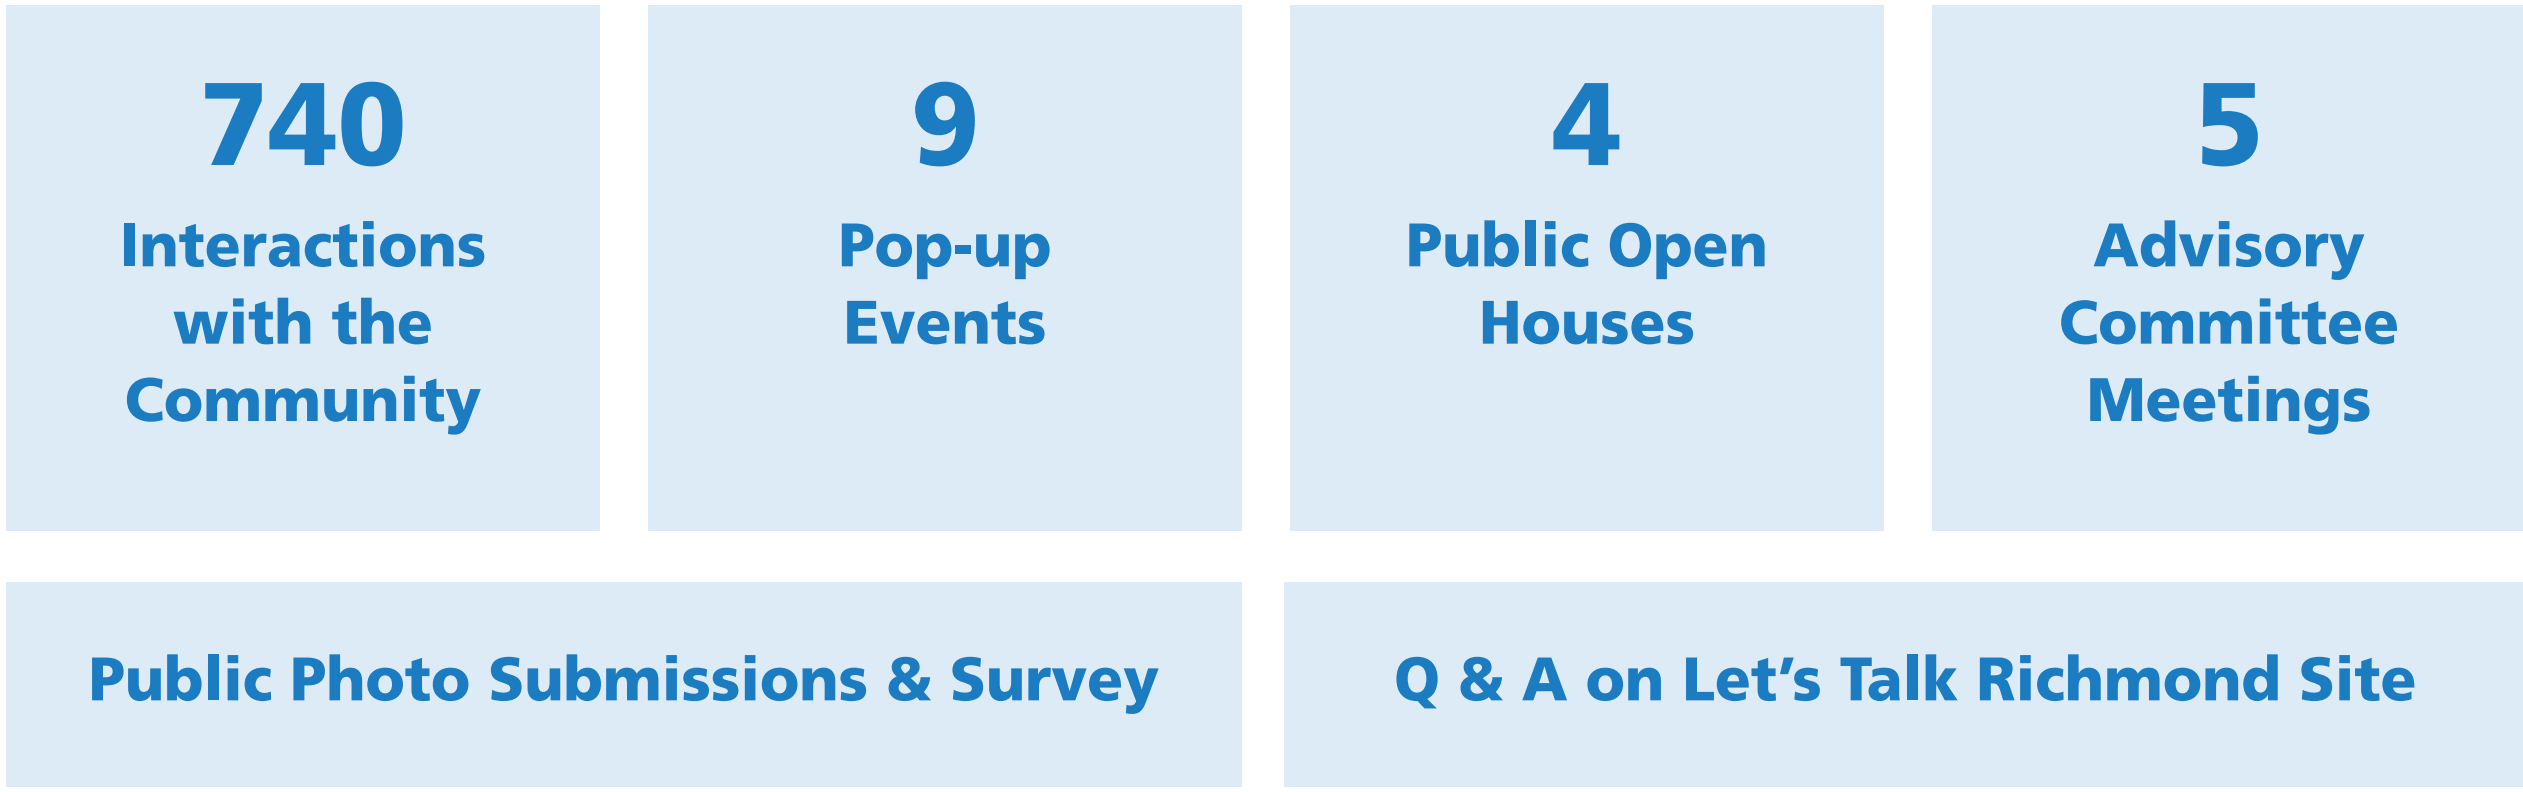 740
Interactions
with the
Community
9
Pop-up
Events
4
Public Open
Houses
5
Advisory
Committee
Meetings
Public Photo Submissions & Survey
Q & A on Let’s Talk Richmond Site